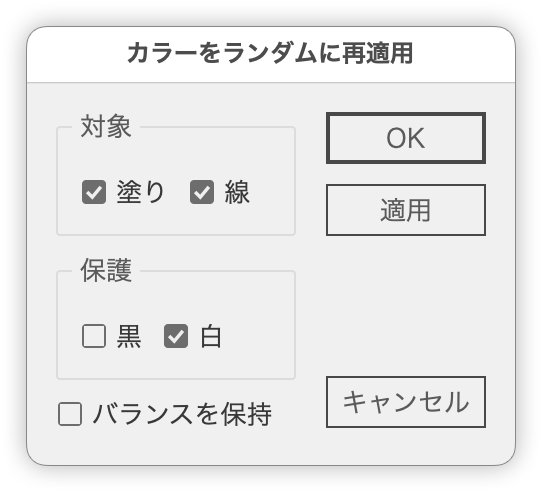 カラーをランダムに再適用
対象
塗り 線
保護
黒 白
バランスを保持
OK
適用
キャンセル